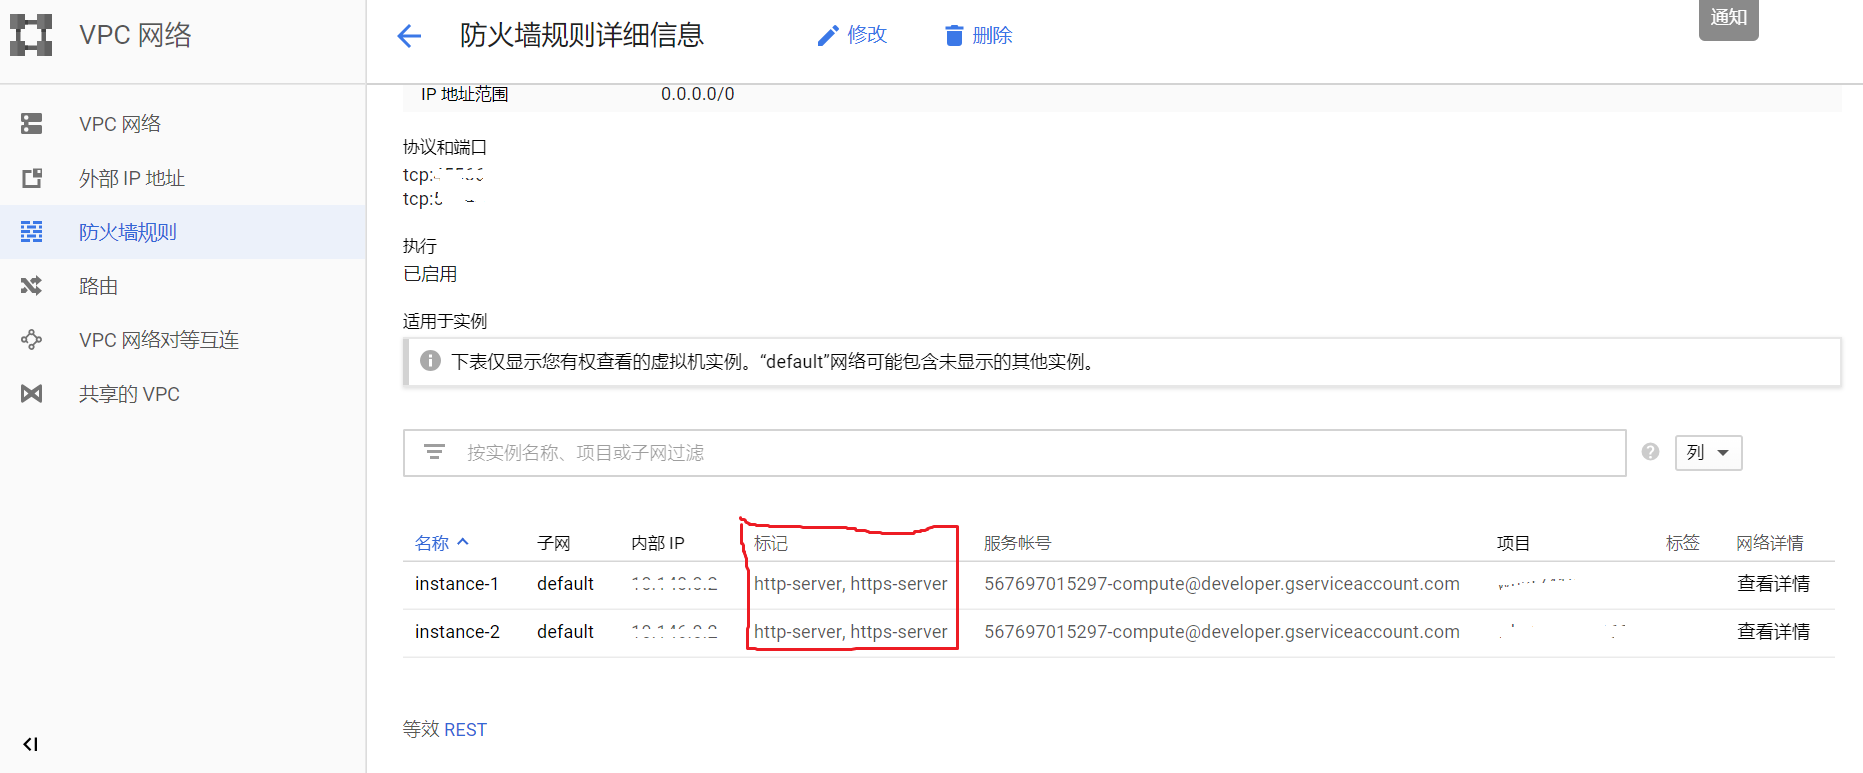 VPC 网络
防火墙规则详细信息
修改
删除
通知
VPC 网络
外部 IP 地址
防火墙规则
路由
VPC 网络对等互连
共享的 VPC
IP 地址范围 0.0.0.0/0
协议和端口
tcp:
tcp:
执行
已启用
适用于实例
下表仅显示您有权查看的虚拟机实例。“default”网络可能包含未显示的其他实例。
按实例名称、项目或子网过滤
列
名称 子网 内部 IP 标记 服务帐号 项目 标签 网络详情
instance-1 default http-server, https-server 567697015297-compute@developer.gserviceaccount.com 查看详情
instance-2 default http-server, https-server 567697015297-compute@developer.gserviceaccount.com 查看详情
等效 REST